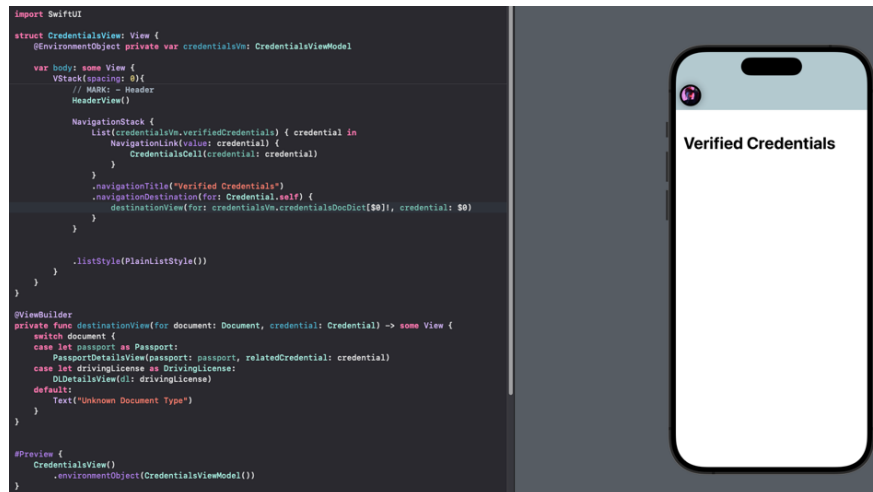 import SwiftUI
struct CredentialsView: View {
@EnvironmentObject private var credentialsVm: CredentialsViewModel
var body: some View {
VStack(spacing: 0){
// MARK: - Header
HeaderView()
NavigationStack {
List(credentialsVm.verifiedCredentials) { credential in
NavigationLink(value: credential) {
CredentialsCell(credential: credential)
}
}
.navigationTitle("Verified Credentials")
.navigationDestination(for: Credential.self) {
destinationView(for: credentialsVm.credentialsDocDict[$0]!, credential: $0)
}
}
.listStyle(PlainListStyle())
}
}
}
@ViewBuilder
private func destinationView(for document: Document, credential: Credential) -> some View {
switch document {
case let passport as Passport:
PassportDetailsView(passport: passport, relatedCredential: credential)
case let drivingLicense as DrivingLicense:
DLDetailsView(dl: drivingLicense)
default:
Text("Unknown Document Type")
}
}
#Preview {
CredentialsView()
.environmentObject(CredentialsViewModel())
}
Verified Credentials